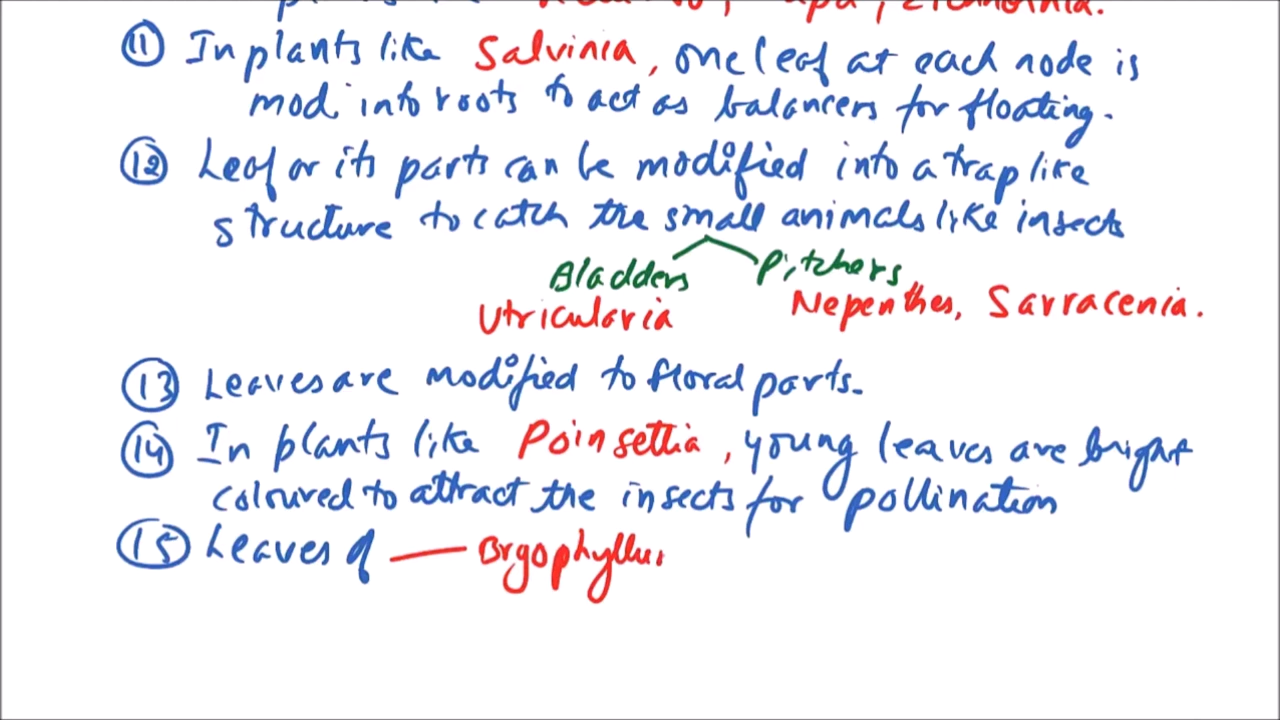 11 In plants like Salvinia, one leaf at each node is
mod. into roots to act as balancers for floating.
12 Leaf or its parts can be modified into a trap like
structure to catch the small animals like insects
Bladders Pitchers
Utricularia Nepenthes, Sarracenia.
13 Leaves are modified to floral parts.
14 In plants like Poinsettia, young leaves are bright
coloured to attract the insects for pollination
15 Leaves of — Brgophyllu